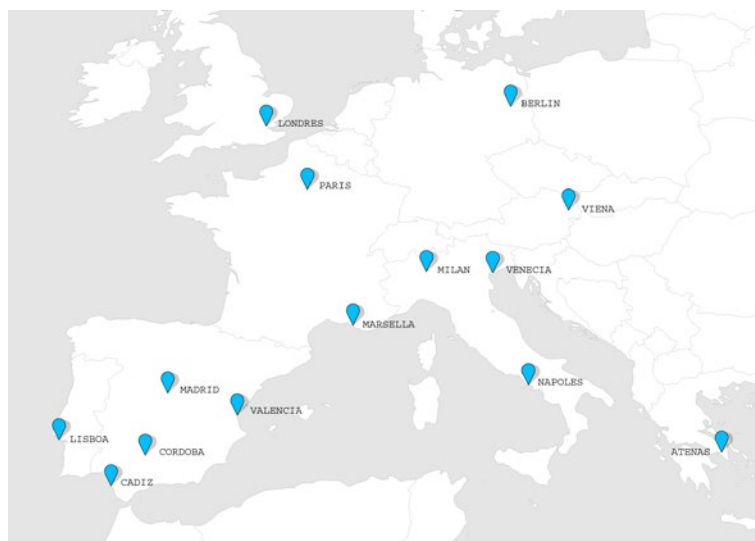 BERLIN
LONDRES
PARIS
VIENA
MILAN
VENECIA
MARSELLA
NAPOLES
MADRID
VALENCIA
LISBOA
CORDOBA
ATENAS
CADIZ